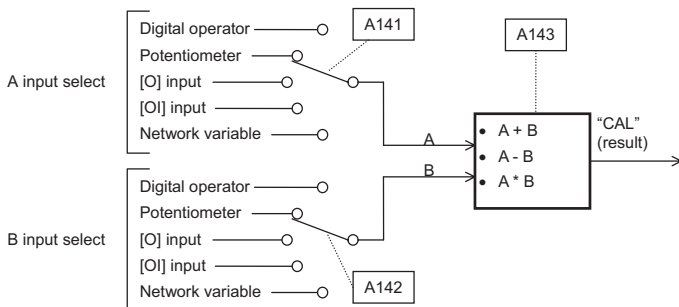 Digital operator
A141
A143
Potentiometer
A input select
[O] input
[OI] input
Network variable
A
• A + B
“CAL”
(result)
• A - B
B
• A * B
Digital operator
Potentiometer
B input select
[O] input
[OI] input
A142
Network variable